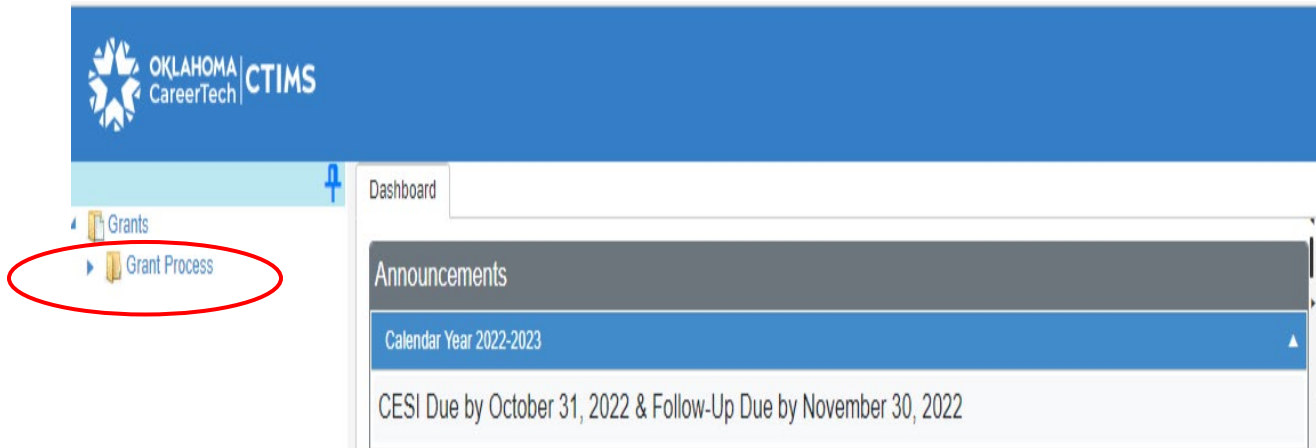 OKLAHOMA
CareerTech
CTIMS
Dashboard
Grants
Grant Process
Announcements
Calendar Year 2022-2023
CESI Due by October 31, 2022 & Follow-Up Due by November 30, 2022